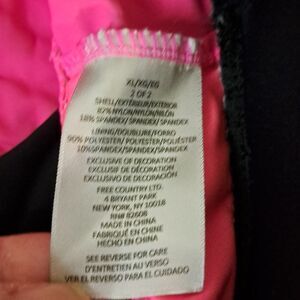 XL/XG/EG
2 OF 2
SHELL/EXTÉRIEUR/EXTERIOR
82% NYLON/NYLON/NILÓN
18% SPANDEX/SPANDEX/SPANDEX
LINING/DOUBLURE/FORRO
90% POLYESTER/POLYESTER/POLIÉSTER
10% SPANDEX/SPANDEX/SPANDEX
EXCLUSIVE OF DECORATION
EXCLUSIF DE DÉCORATION
EXCLUSIVO DE DECORACIÓN
FREE COUNTRY LTD.
4 BRYANT PARK
NEW YORK, NY 10018
RN# 82608
MADE IN CHINA
FABRIQUÉ EN CHINE
HECHO EN CHINA
SEE REVERSE FOR CARE
D'ENTRETIEN AU VERSO
VER EL REVERSO PARA EL CUIDADO